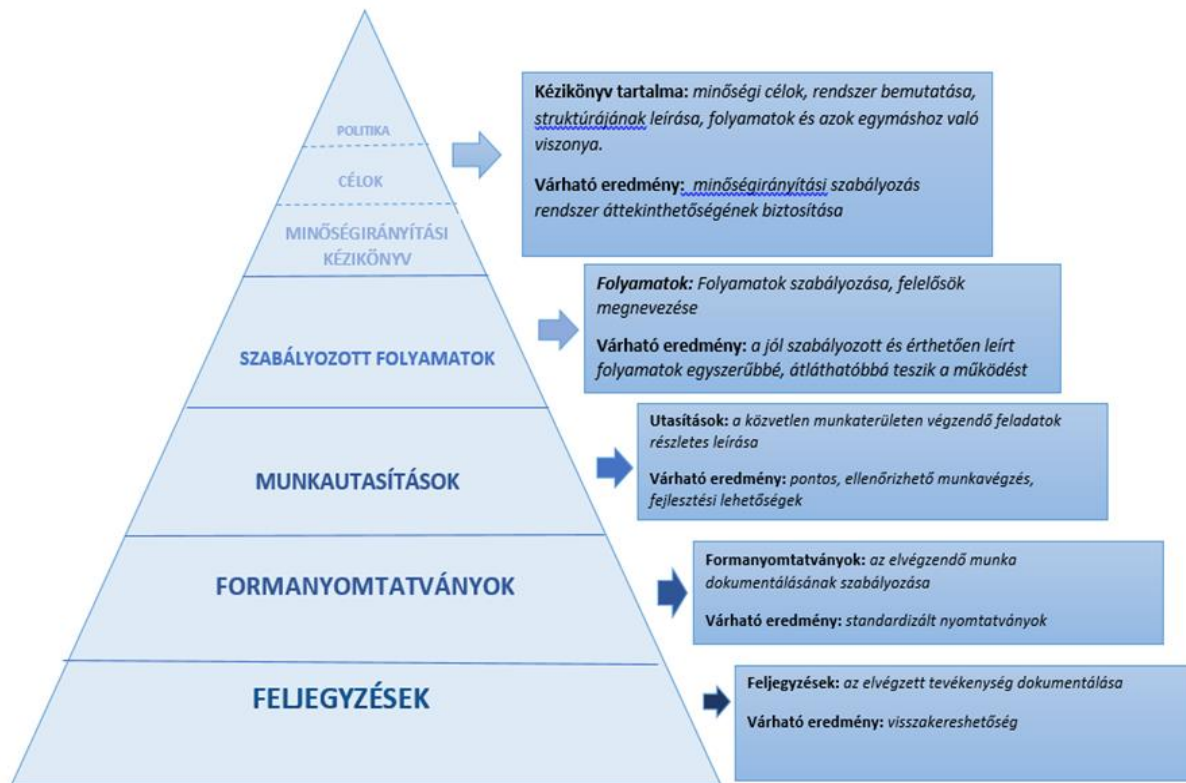 POLITIKA
CÉLOK
MINŐSÉGIRÁNYÍTÁSI
KÉZIKÖNYV
Kézikönyv tartalma: minőségi célok, rendszer bemutatása,
struktúrájának leírása, folyamatok és azok egymáshoz való
viszonya.
Várható eredmény: minőségirányítási szabályozás
rendszer áttekinthetőségének biztosítása
SZABÁLYOZOTT FOLYAMATOK
Folyamatok: Folyamatok szabályozása, felelősök
megnevezése
Várható eredmény: a jól szabályozott és érthetően leírt
folyamatok egyszerűbbé, átláthatóbbá teszik a működést
MUNKAUTASÍTÁSOK
Utasítások: a közvetlen munkaterületen végzendő feladatok
részletes leírása
Várható eredmény: pontos, ellenőrizhető munkavégzés,
fejlesztési lehetőségek
FORMANYOMTATVÁNYOK
Formanyomtatványok: az elvégzendő munka
dokumentálásának szabályozása
Várható eredmény: standardizált nyomtatványok
FELJEGYZÉSEK
Feljegyzések: az elvégzett tevékenység dokumentálása
Várható eredmény: visszakereshetőség